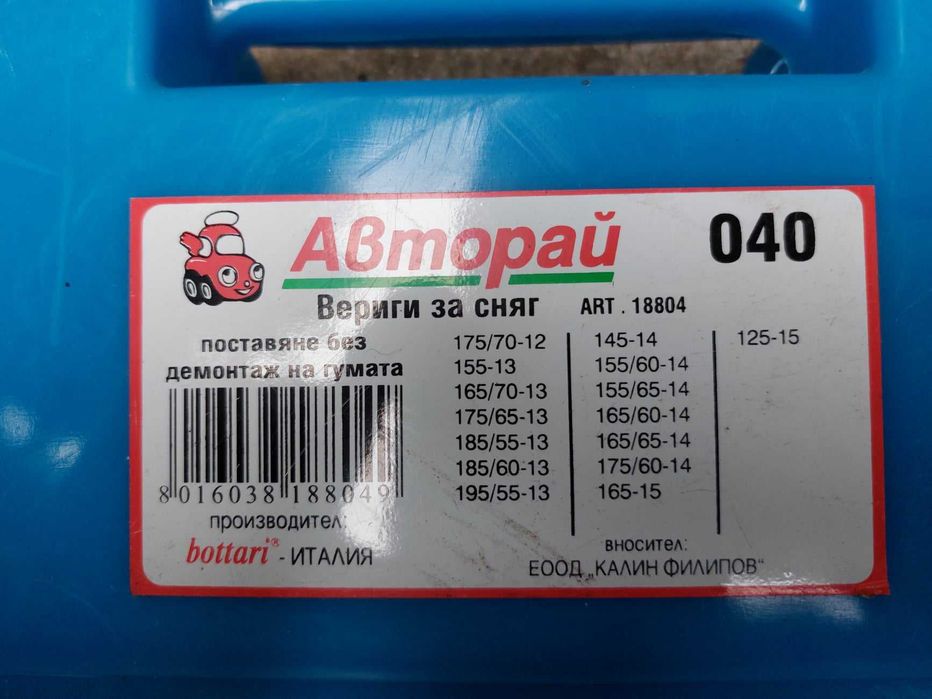 Авторай
040
Вериги за сняг
ART . 18804
поставяне без
демонтаж на гумата
8 016038 188049
производител:
bottari® - ИТАЛИЯ
175/70-12
155-13
165/70-13
175/65-13
185/55-13
185/60-13
195/55-13
145-14
155/60-14
155/65-14
165/60-14
165/65-14
175/60-14
165-15
125-15
вносител:
ЕООД „КАЛИН ФИЛИПОВ"